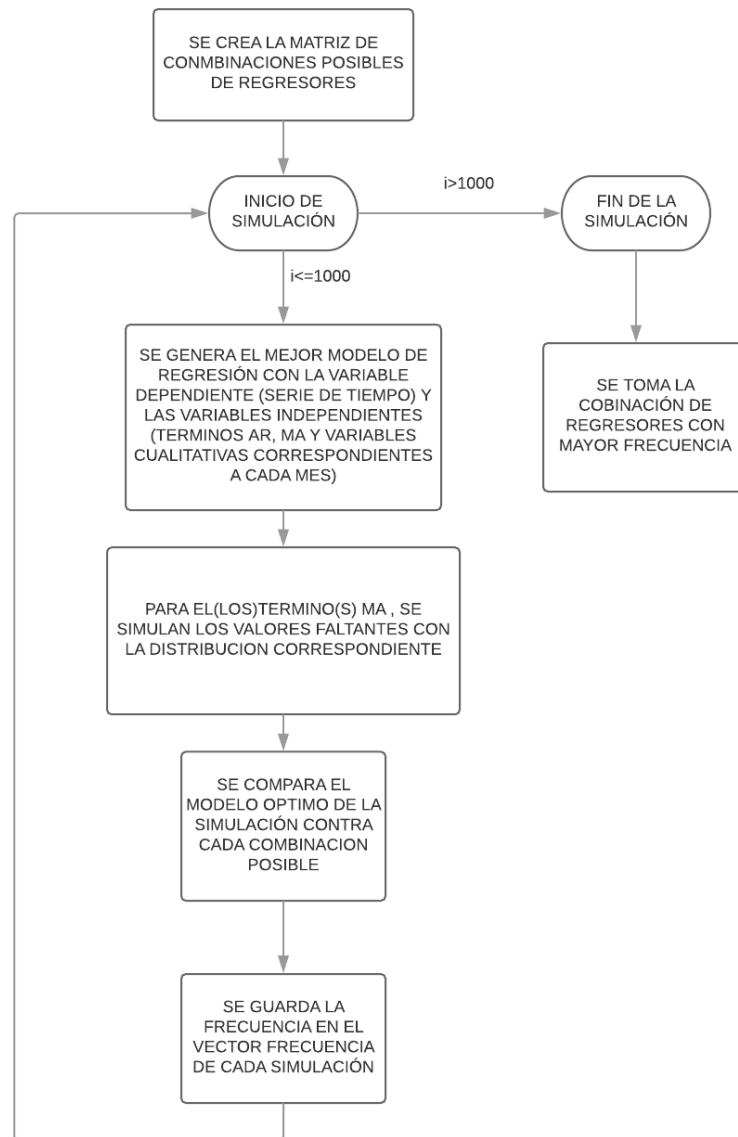 SE CREA LA MATRIZ DE
CONMBINACIONES POSIBLES
DE REGRESORES
INICIO DE
SIMULACIÓN
i>1000
FIN DE LA
SIMULACIÓN
i<=1000
SE GENERA EL MEJOR MODELO DE
REGRESIÓN CON LA VARIABLE
DEPENDIENTE (SERIE DE TIEMPO) Y
LAS VARIABLES INDEPENDIENTES
(TERMINOS AR, MA Y VARIABLES
CUALITATIVAS CORRESPONDIENTES
A CADA MES)
SE TOMA LA
COBINACIÓN DE
REGRESORES CON
MAYOR FRECUENCIA
PARA EL(LOS)TERMINO(S) MA , SE
SIMULAN LOS VALORES FALTANTES CON
LA DISTRIBUCION CORRESPONDIENTE
SE COMPARA EL
MODELO OPTIMO DE LA
SIMULACIÓN CONTRA
CADA COMBINACION
POSIBLE
SE GUARDA LA
FRECUENCIA EN EL
VECTOR FRECUENCIA
DE CADA SIMULACIÓN